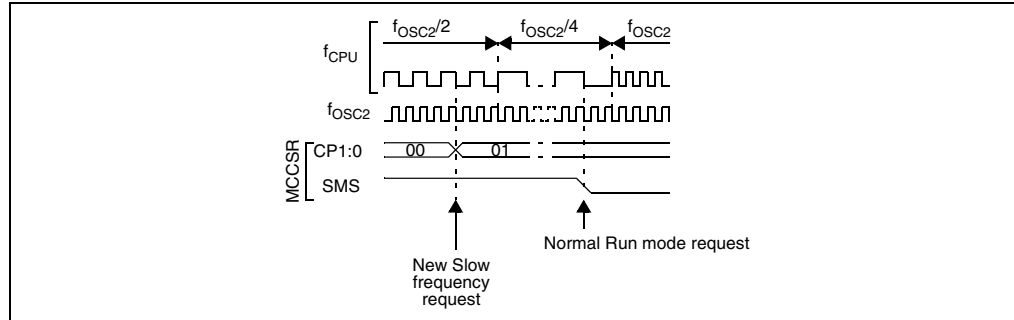 fOSC2/2 fOSC2/4 fOSC2
fCPU
fOSC2
MCCSR
CP1:0 00 01
SMS
Normal Run mode request
New Slow
frequency
request